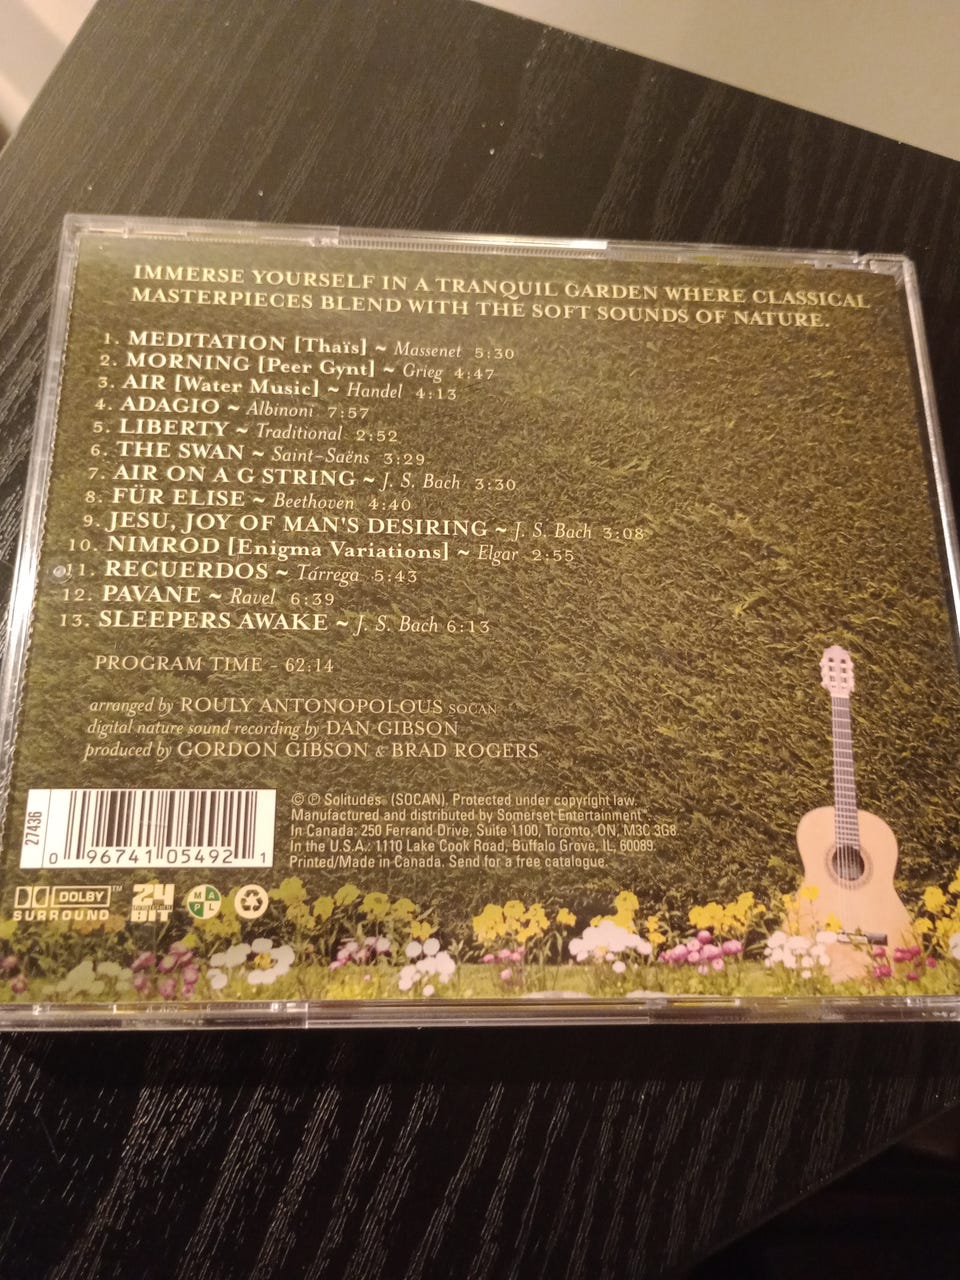 IMMERSE YOURSELF IN A TRANQUIL GARDEN WHERE CLASSICAL
MASTERPIECES BLEND WITH THE SOFT SOUNDS OF NATURE.
1. MEDITATION [Thaïs] ~ Massenet 5:30
2. MORNING [Peer Gynt] ~ Grieg 4:47
3. AIR [Water Music] ~ Handel 4:13
4. ADAGIO ~ Albinoni 7:57
5. LIBERTY ~ Traditional 2:52
6. THE SWAN ~ Saint-Saëns 3:29
7. AIR ON A G STRING ~ J. S. Bach 3:30
8. FÜR ELISE ~ Beethoven 4:40
9. JESU, JOY OF MAN'S DESIRING ~ J. S. Bach 3:08
10. NIMROD [Enigma Variations] ~ Elgar 2:55
11. RECUERDOS ~ Tárrega 5:43
12. PAVANE ~ Ravel 6:39
13. SLEEPERS AWAKE ~ J. S. Bach 6:13
PROGRAM TIME - 62:14
arranged by ROULY ANTONOPOLOUS SOCAN
digital nature sound recording by DAN GIBSON
produced by GORDON GIBSON & BRAD ROGERS
27436
0 96741 05492 1
© ℗ Solitudes (SOCAN). Protected under copyright law.
Manufactured and distributed by Somerset Entertainment™.
In Canada: 250 Ferrand Drive, Suite 1100, Toronto, ON, M3C 3G8.
In the U.S.A.: 1110 Lake Cook Road, Buffalo Grove, IL, 60089.
Printed/Made in Canada. Send for a free catalogue.
DOLBY™
SURROUND
24
BIT
M A
P L